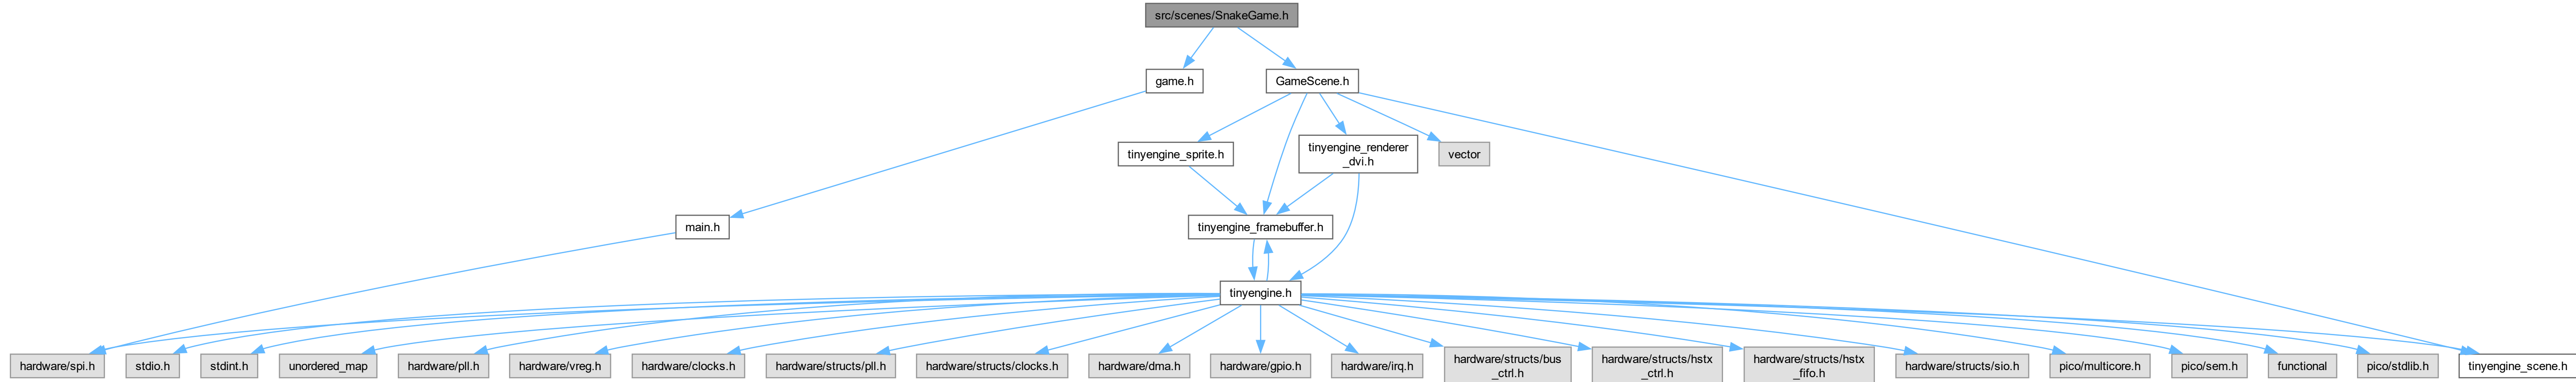 src/scenes/SnakeGame.h
game.h
GameScene.h
tinyengine_sprite.h
tinyengine_renderer
_dvi.h
vector
main.h
tinyengine_framebuffer.h
tinyengine.h
hardware/spi.h
stdio.h
stdint.h
unordered_map
hardware/pll.h
hardware/vreg.h
hardware/clocks.h
hardware/structs/pll.h
hardware/structs/clocks.h
hardware/dma.h
hardware/gpio.h
hardware/irq.h
hardware/structs/bus
_ctrl.h
hardware/structs/hstx
_ctrl.h
hardware/structs/hstx
_fifo.h
hardware/structs/sio.h
pico/multicore.h
pico/sem.h
functional
pico/stdlib.h
tinyengine_scene.h